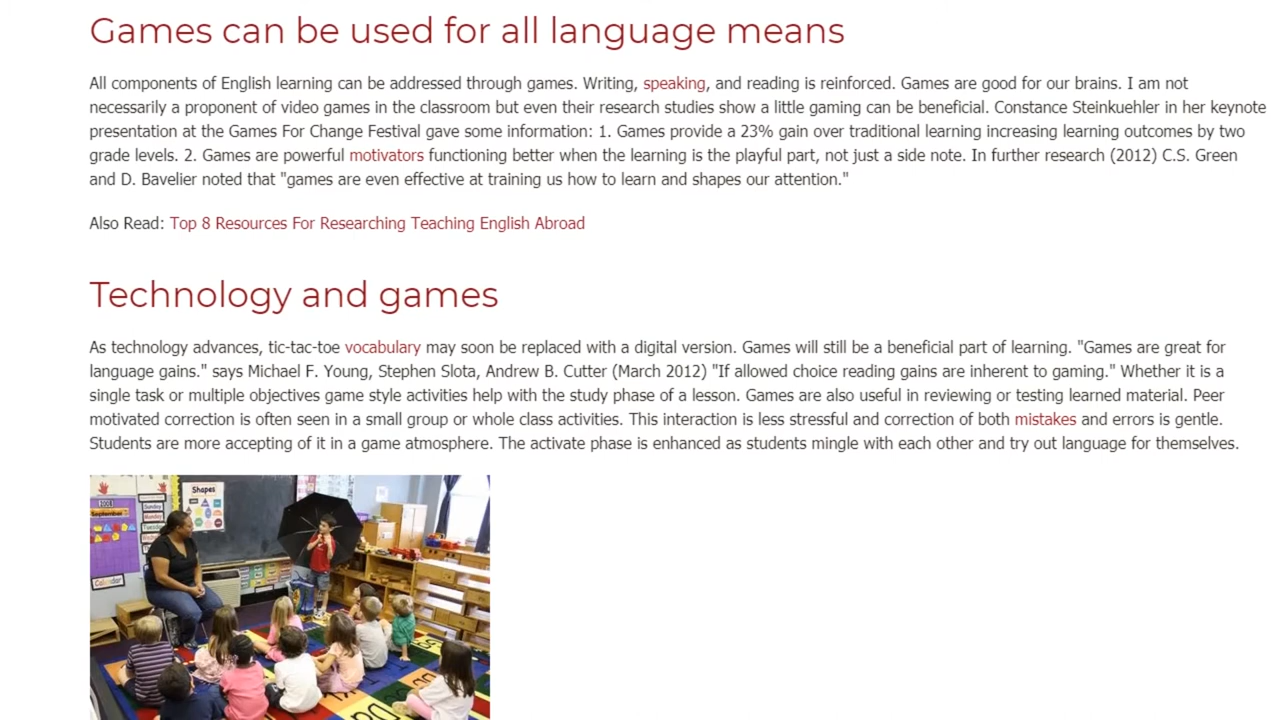 Games can be used for all language means
All components of English learning can be addressed through games. Writing, speaking, and reading is reinforced. Games are good for our brains. I am not
necessarily a proponent of video games in the classroom but even their research studies show a little gaming can be beneficial. Constance Steinkuehler in her keynote
presentation at the Games For Change Festival gave some information: 1. Games provide a 23% gain over traditional learning increasing learning outcomes by two
grade levels. 2. Games are powerful motivators functioning better when the learning is the playful part, not just a side note. In further research (2012) C.S. Green
and D. Bavelier noted that "games are even effective at training us how to learn and shapes our attention."
Also Read: Top 8 Resources For Researching Teaching English Abroad
Technology and games
As technology advances, tic-tac-toe vocabulary may soon be replaced with a digital version. Games will still be a beneficial part of learning. "Games are great for
language gains." says Michael F. Young, Stephen Slota, Andrew B. Cutter (March 2012) "If allowed choice reading gains are inherent to gaming." Whether it is a
single task or multiple objectives game style activities help with the study phase of a lesson. Games are also useful in reviewing or testing learned material. Peer
motivated correction is often seen in a small group or whole class activities. This interaction is less stressful and correction of both mistakes and errors is gentle.
Students are more accepting of it in a game atmosphere. The activate phase is enhanced as students mingle with each other and try out language for themselves.
Shapes
September
Sunday
Monday
Tuesday
Calendar